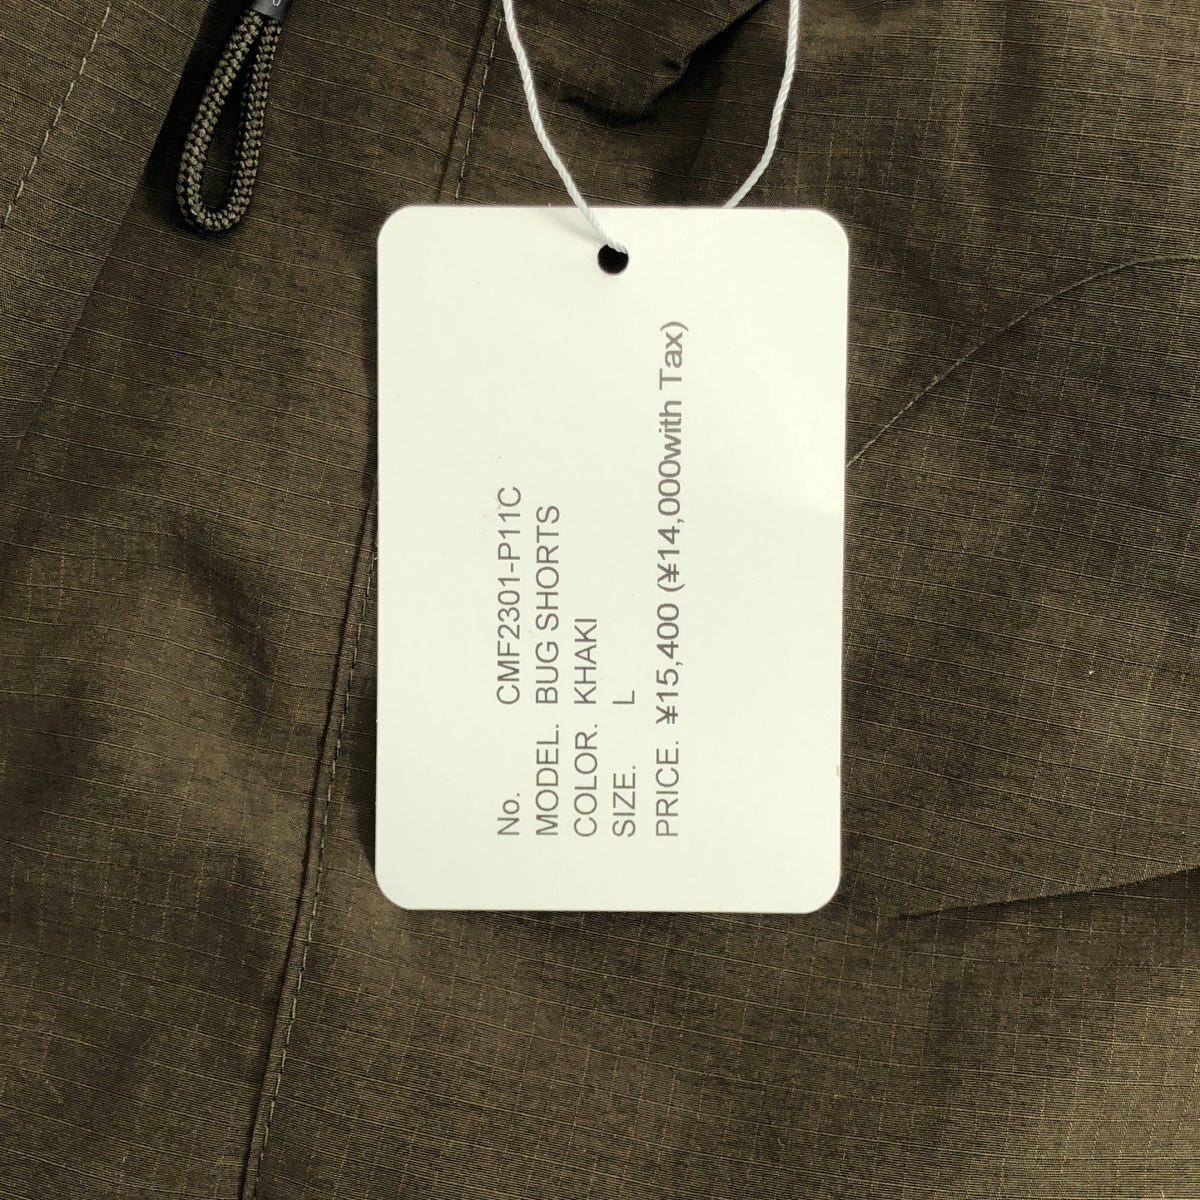 No. CMF2301-P11C
MODEL. BUG SHORTS
COLOR. KHAKI
SIZE. L
PRICE. ¥15,400 (¥14,000with Tax)